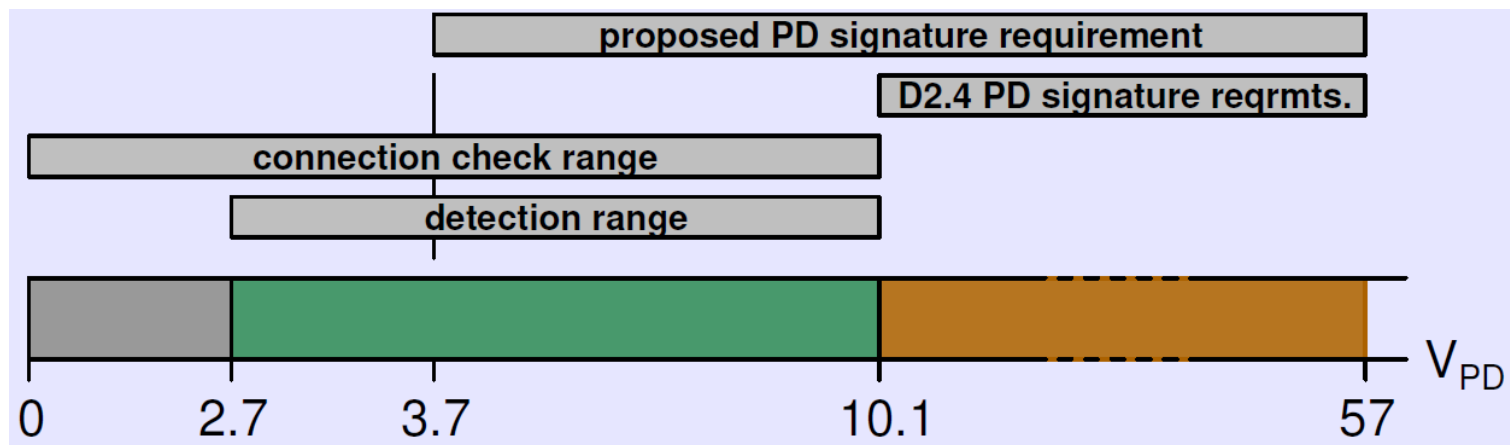 proposed PD signature requirement
D2.4 PD signature reqrmts.
connection check range
detection range
V_PD
0 2.7 3.7 10.1 57